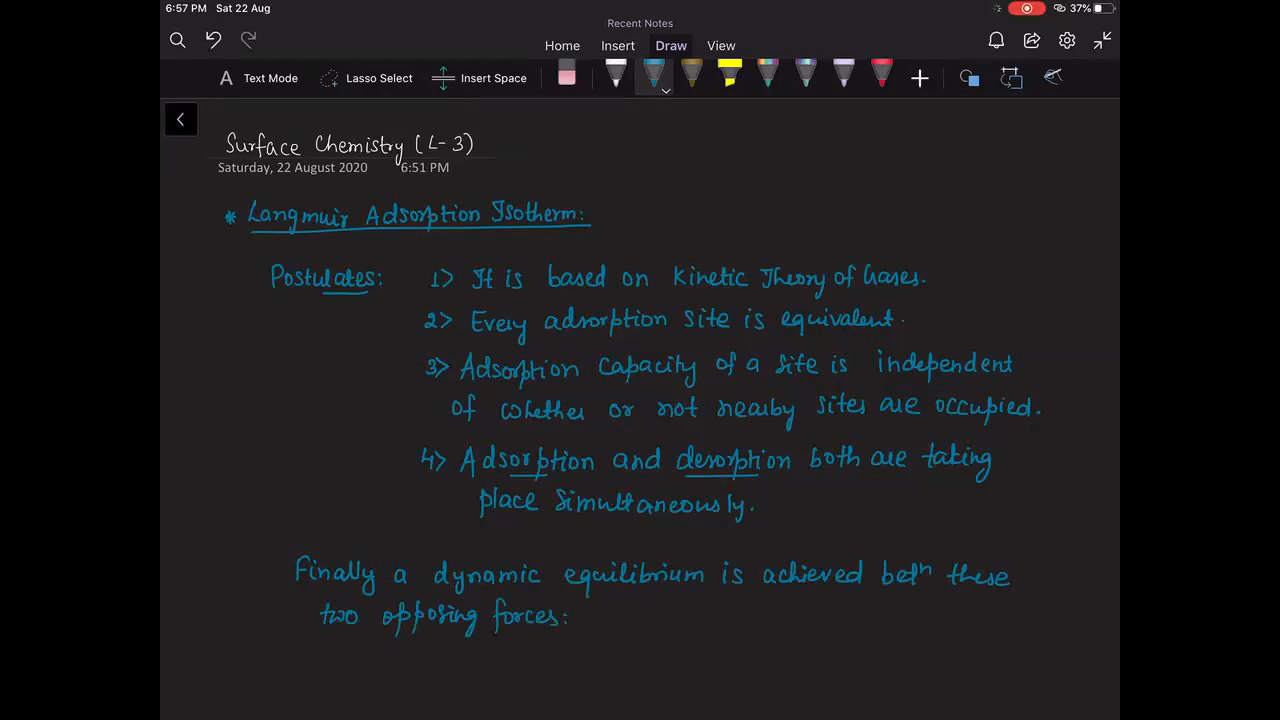 6:57 PM Sat 22 Aug
37%
Recent Notes
Home Insert Draw View
Text Mode Lasso Select Insert Space
Surface Chemistry (L-3)
Saturday, 22 August 2020 6:51 PM
* Langmuir Adsorption Isotherm:
Postulates: 1> It is based on Kinetic Theory of Gases.
2> Every adsorption site is equivalent.
3> Adsorption capacity of a site is independent
of whether or not nearby sites are occupied.
4> Adsorption and desorption both are taking
place simultaneously.
Finally a dynamic equilibrium is achieved betn these
two opposing forces: